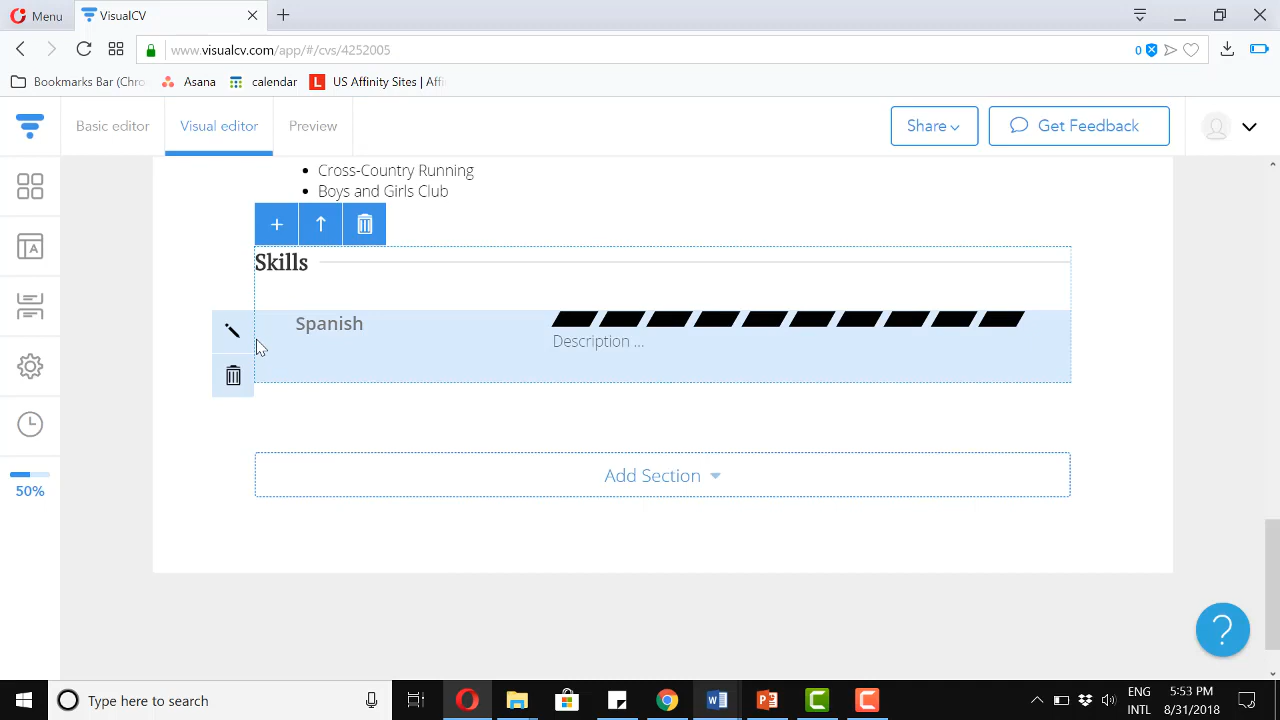 Menu
VisualCV
www.visualcv.com/app/#/cvs/4252005
0
Bookmarks Bar (Chro
Asana
calendar
US Affinity Sites | Affi
Basic editor
Visual editor
Preview
Share
Get Feedback
Cross-Country Running
Boys and Girls Club
Skills
Spanish
Description ...
Add Section
50%
?
Type here to search
ENG
INTL
5:53 PM
8/31/2018